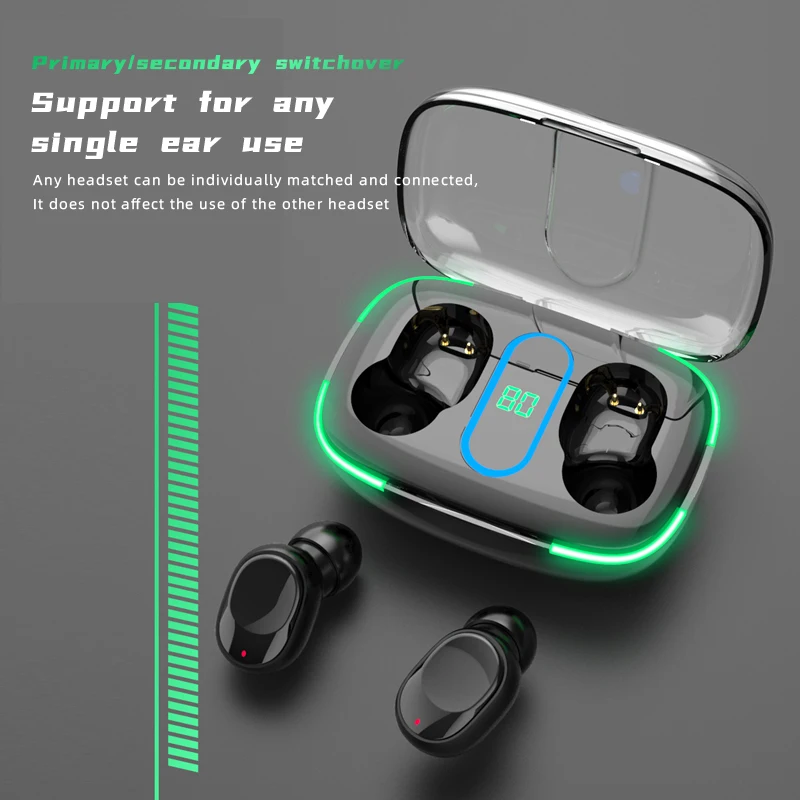 Primary/secondary switchover
Support for any
single ear use
Any headset can be individually matched and connected,
It does not affect the use of the other headset
80